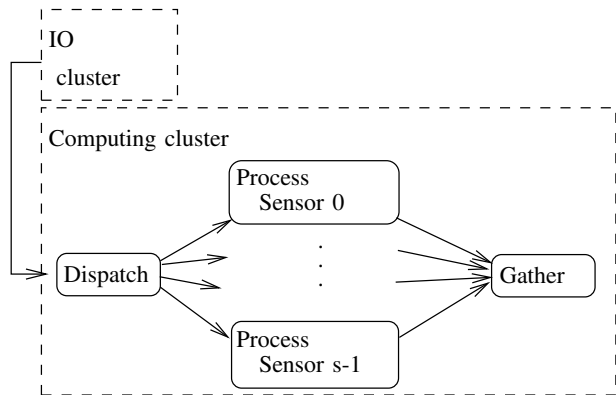 IO
cluster
Computing cluster
Process
Sensor 0
Dispatch
Gather
Process
Sensor s-1